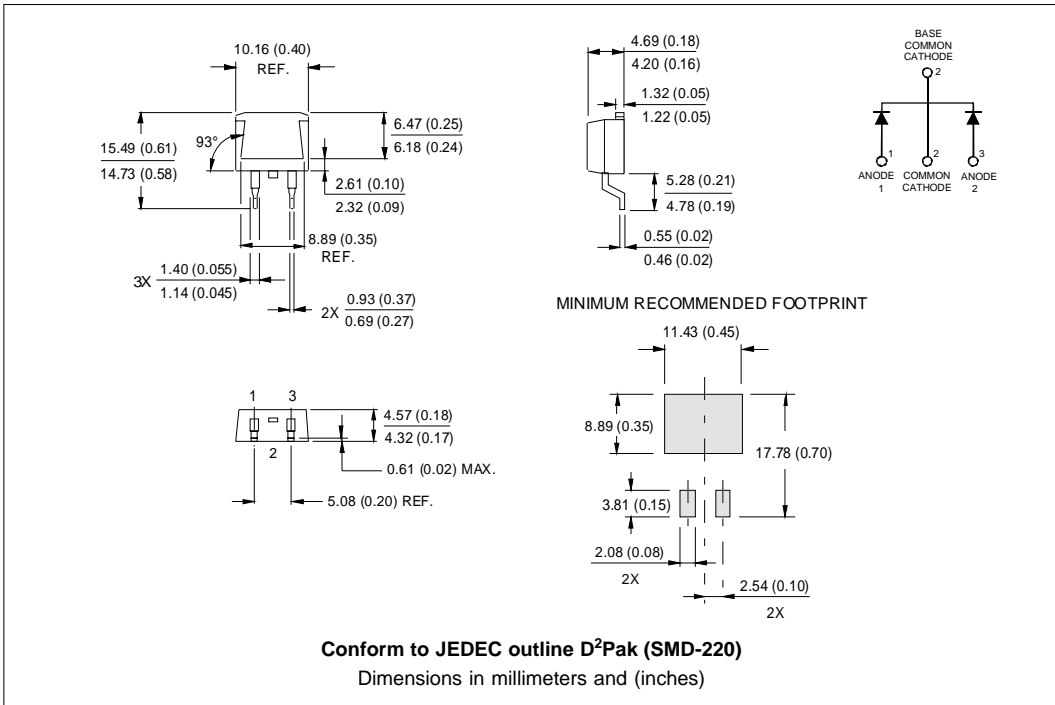 10.16 (0.40)
REF.
93°
15.49 (0.61)
14.73 (0.58)
6.47 (0.25)
6.18 (0.24)
2.61 (0.10)
2.32 (0.09)
8.89 (0.35)
REF.
3X
1.40 (0.055)
1.14 (0.045)
2X
0.93 (0.37)
0.69 (0.27)
4.69 (0.18)
4.20 (0.16)
1.32 (0.05)
1.22 (0.05)
5.28 (0.21)
4.78 (0.19)
0.55 (0.02)
0.46 (0.02)
BASE
COMMON
CATHODE
2
1
2
3
ANODE
1
COMMON
CATHODE
ANODE
2
1
3
2
4.57 (0.18)
4.32 (0.17)
0.61 (0.02) MAX.
5.08 (0.20) REF.
MINIMUM RECOMMENDED FOOTPRINT
11.43 (0.45)
8.89 (0.35)
17.78 (0.70)
3.81 (0.15)
2.08 (0.08)
2X
2.54 (0.10)
2X
Conform to JEDEC outline D²Pak (SMD-220)
Dimensions in millimeters and (inches)